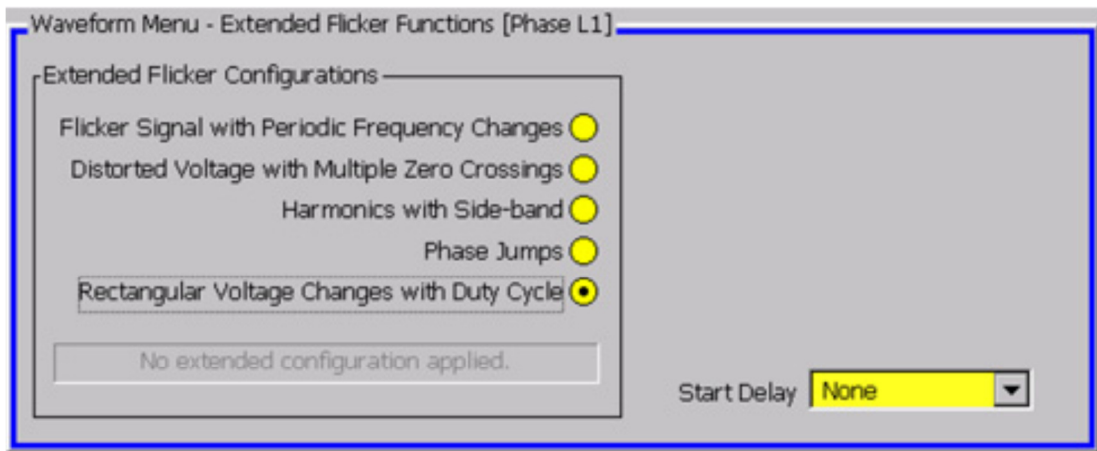 Waveform Menu - Extended Flicker Functions [Phase L1]
Extended Flicker Configurations
Flicker Signal with Periodic Frequency Changes
Distorted Voltage with Multiple Zero Crossings
Harmonics with Side-band
Phase Jumps
Rectangular Voltage Changes with Duty Cycle
No extended configuration applied.
Start Delay None